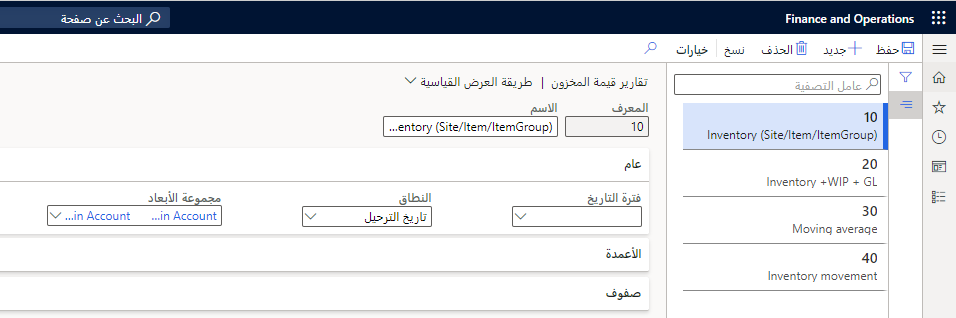 Finance and Operations
البحث عن صفحة
حفظ
جديد
الحذف
نسخ
خيارات
عامل التصفية
10
Inventory (Site/Item/ItemGroup)
20
Inventory +WIP + GL
30
Moving average
40
Inventory movement
تقارير قيمة المخزون | طريقة العرض القياسية
المعرف
الاسم
10
...entory (Site/Item/ItemGroup)
عام
فترة التاريخ
النطاق
مجموعة الأبعاد
تاريخ الترحيل
...in Account ...in Account
الأعمدة
صفوف